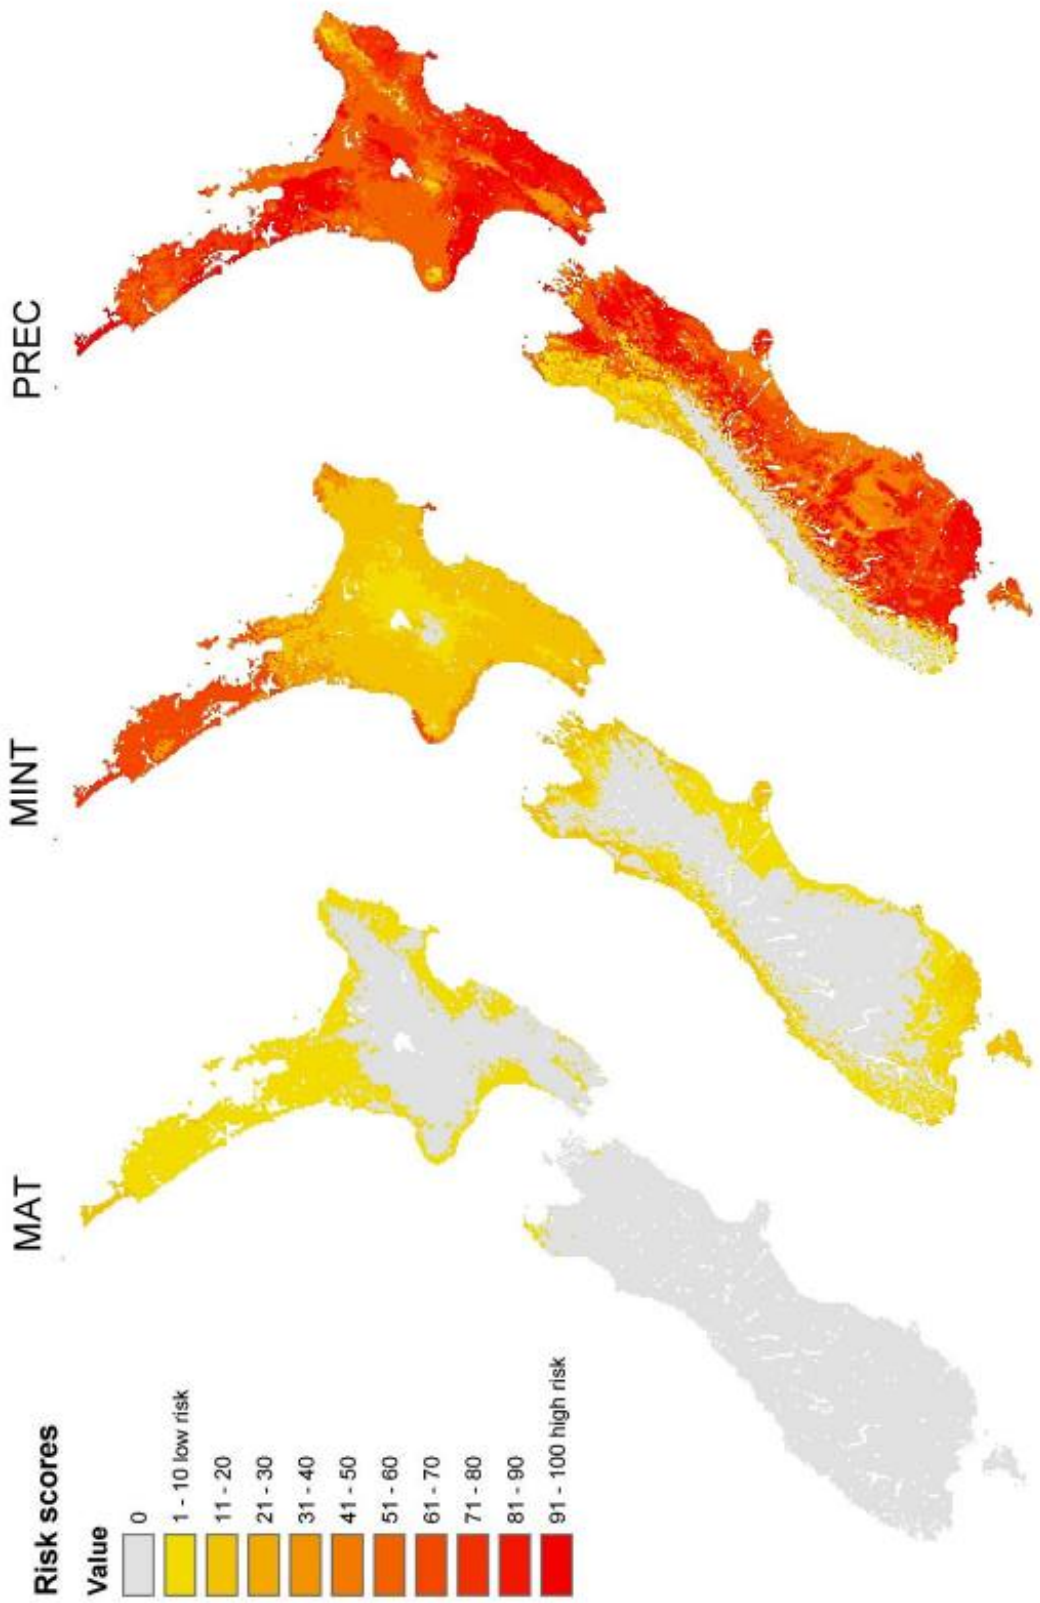 Risk scores
Value
0
1 - 10 low risk
11 - 20
21 - 30
31 - 40
41 - 50
51 - 60
61 - 70
71 - 80
81 - 90
91 - 100 high risk
MAT
MINT
PREC